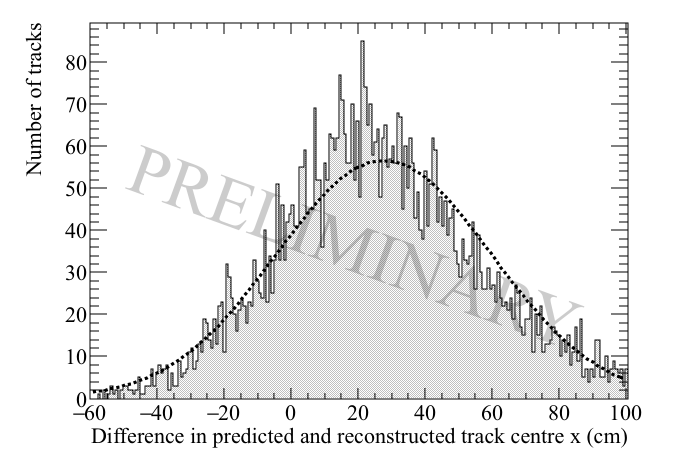 Number of tracks
80
70
60
50
40
30
20
10
0
PRELIMINARY
−60 −40 −20 0 20 40 60 80 100
Difference in predicted and reconstructed track centre x (cm)